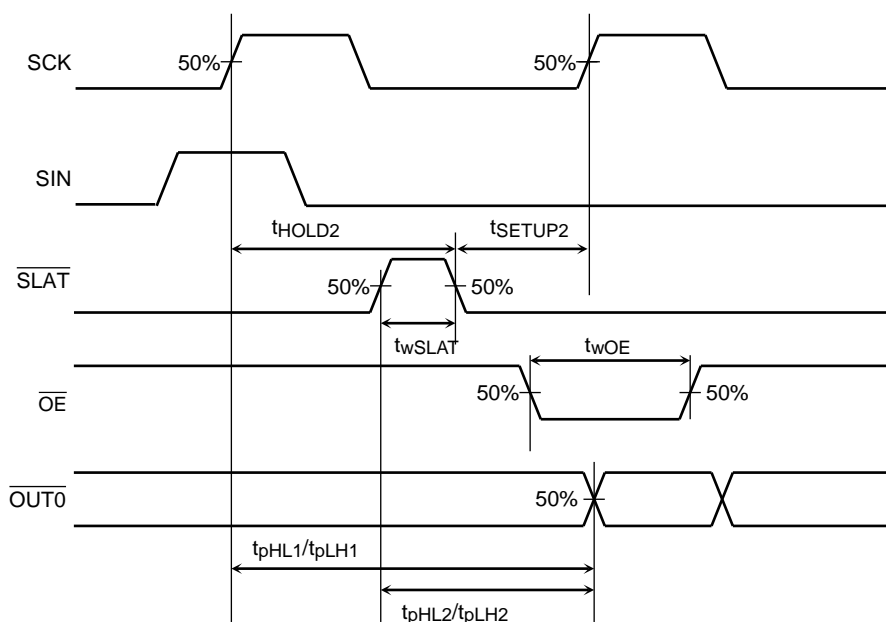 SCK
50%
50%
SIN
tHOLD2
tSETUP2
SLAT
50%
50%
twSLAT
twOE
OE
50%
50%
OUT0
50%
tpHL1/tpLH1
tpHL2/tpLH2